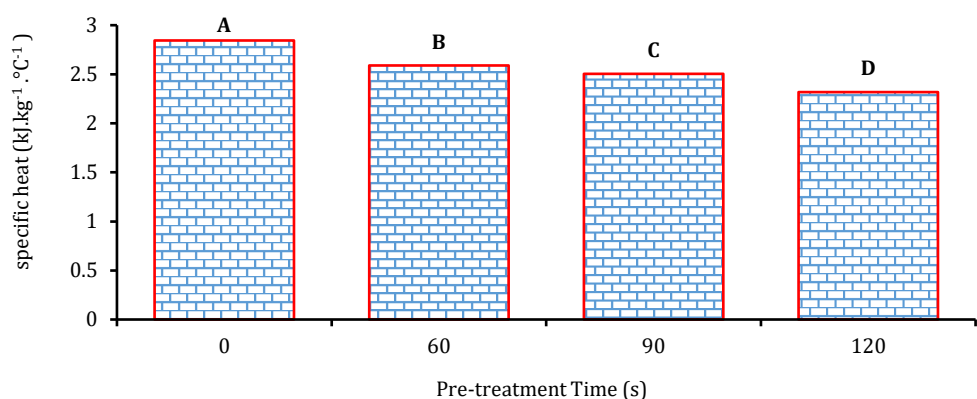 specific heat (kJ.kg⁻¹ .°C⁻¹ )
3
2.5
2
1.5
1
0.5
0
A
B
C
D
0 60 90 120
Pre-treatment Time (s)